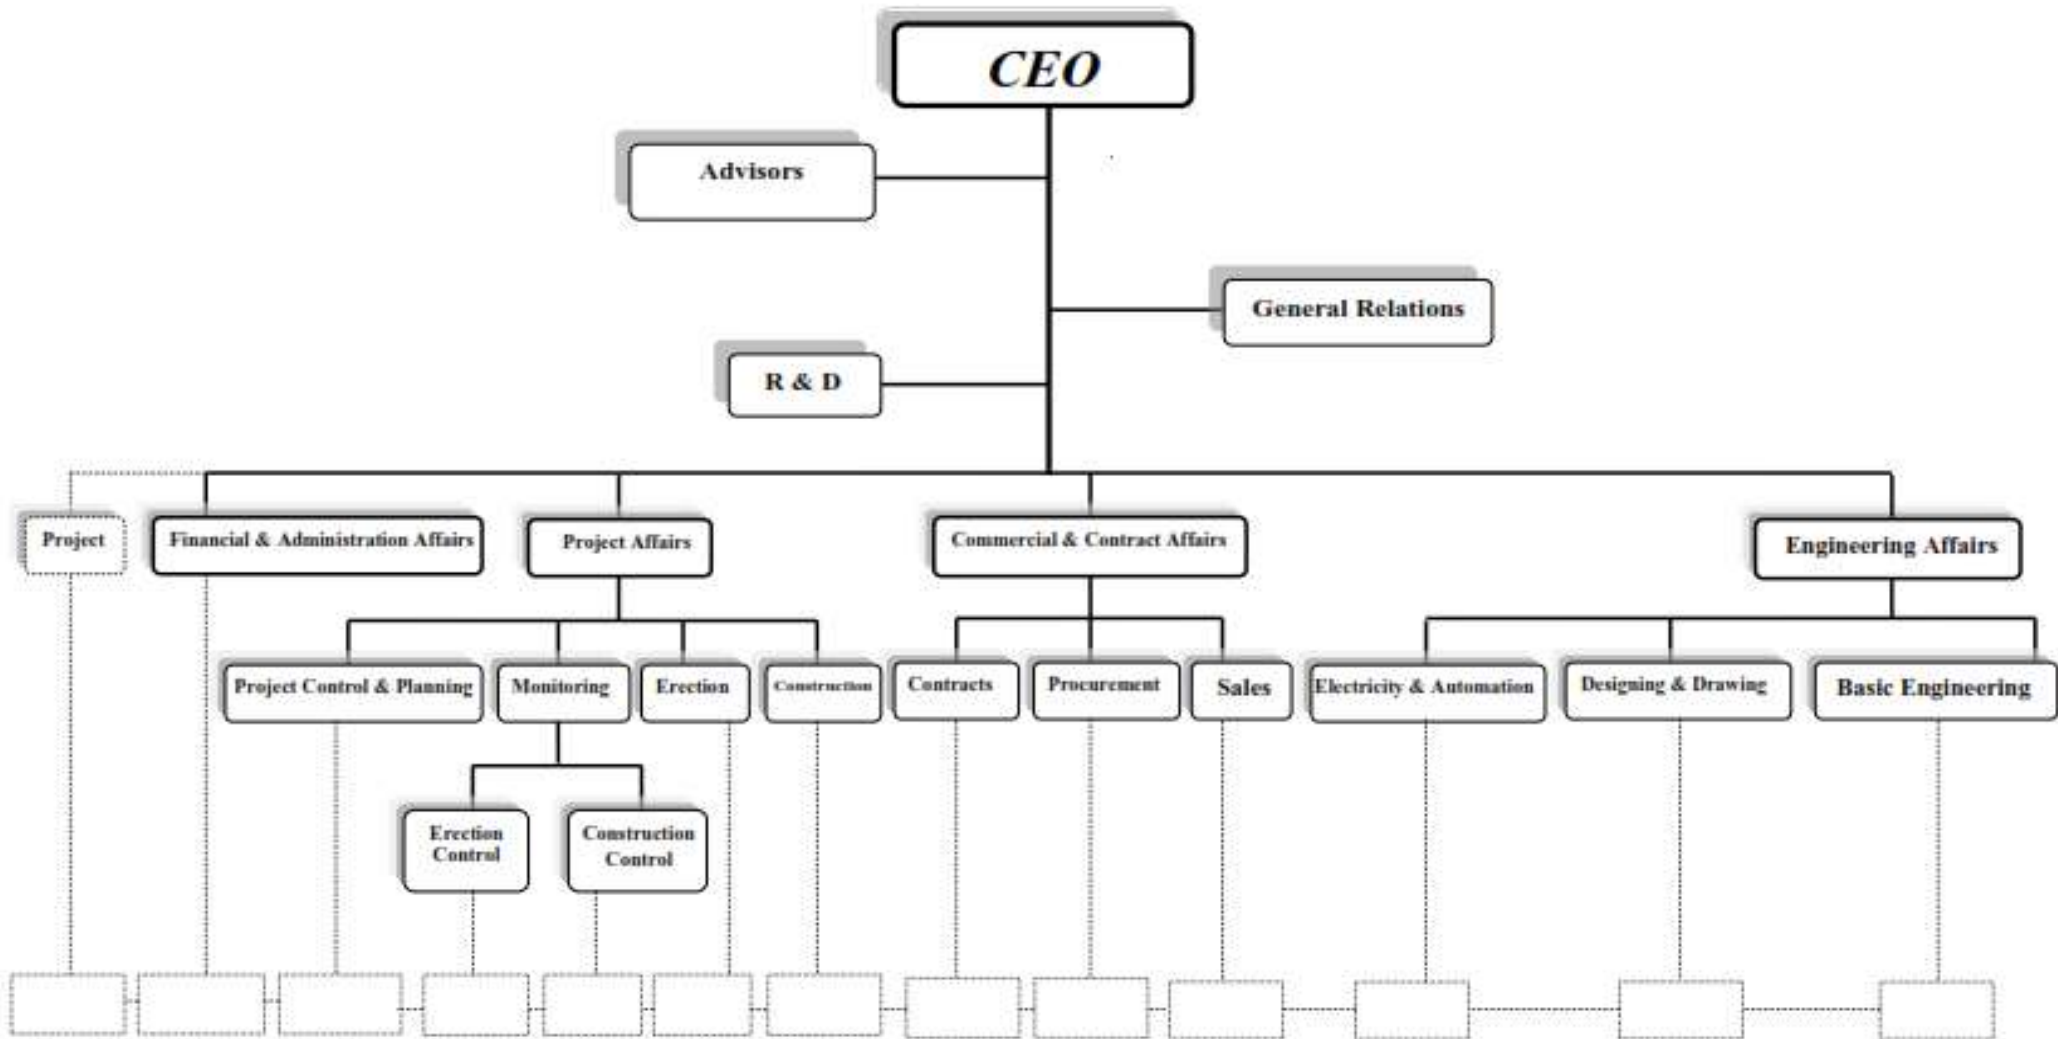 CEO
Advisors
General Relations
R & D
Project
Financial & Administration Affairs
Project Affairs
Commercial & Contract Affairs
Engineering Affairs
Project Control & Planning
Monitoring
Erection
Construction
Contracts
Procurement
Sales
Electricity & Automation
Designing & Drawing
Basic Engineering
Erection
Control
Construction
Control